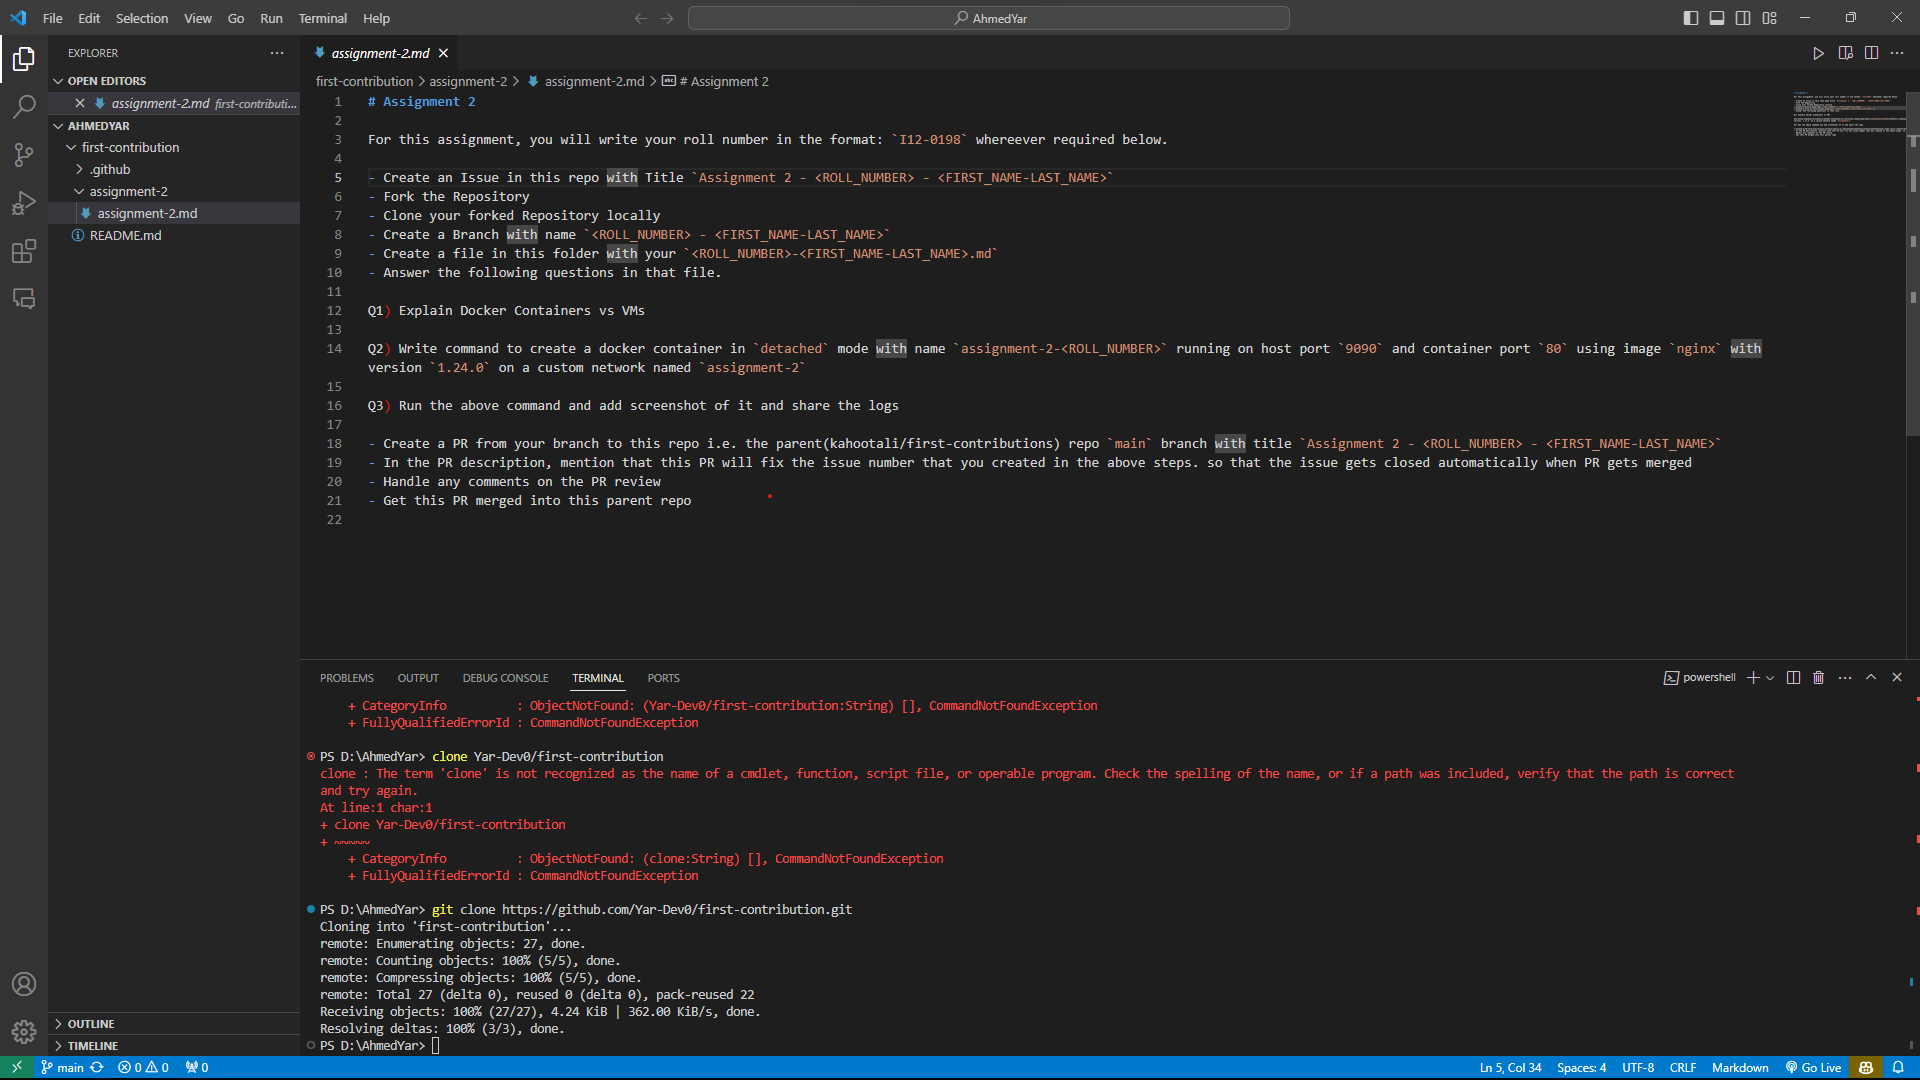 File Edit Selection View Go Run Terminal Help
AhmedYar
EXPLORER
OPEN EDITORS
assignment-2.md first-contributi...
AHMEDYAR
first-contribution
.github
assignment-2
assignment-2.md
README.md
OUTLINE
TIMELINE
assignment-2.md
first-contribution > assignment-2 > assignment-2.md > # Assignment 2
1 # Assignment 2
2
3 For this assignment, you will write your roll number in the format: `I12-0198` whereever required below.
4
5 - Create an Issue in this repo with Title `Assignment 2 - <ROLL_NUMBER> - <FIRST_NAME-LAST_NAME>`
6 - Fork the Repository
7 - Clone your forked Repository locally
8 - Create a Branch with name `<ROLL_NUMBER> - <FIRST_NAME-LAST_NAME>`
9 - Create a file in this folder with your `<ROLL_NUMBER>-<FIRST_NAME-LAST_NAME>.md`
10 - Answer the following questions in that file.
11
12 Q1) Explain Docker Containers vs VMs
13
14 Q2) Write command to create a docker container in `detached` mode with name `assignment-2-<ROLL_NUMBER>` running on host port `9090` and container port `80` using image `nginx` with
version `1.24.0` on a custom network named `assignment-2`
15
16 Q3) Run the above command and add screenshot of it and share the logs
17
18 - Create a PR from your branch to this repo i.e. the parent(kahootali/first-contributions) repo `main` branch with title `Assignment 2 - <ROLL_NUMBER> - <FIRST_NAME-LAST_NAME>`
19 - In the PR description, mention that this PR will fix the issue number that you created in the above steps. so that the issue gets closed automatically when PR gets merged
20 - Handle any comments on the PR review
21 - Get this PR merged into this parent repo
22
PROBLEMS OUTPUT DEBUG CONSOLE TERMINAL PORTS
powershell
+ CategoryInfo : ObjectNotFound: (Yar-Dev0/first-contribution:String) [], CommandNotFoundException
+ FullyQualifiedErrorId : CommandNotFoundException
PS D:\AhmedYar> clone Yar-Dev0/first-contribution
clone : The term 'clone' is not recognized as the name of a cmdlet, function, script file, or operable program. Check the spelling of the name, or if a path was included, verify that the path is correct
and try again.
At line:1 char:1
+ clone Yar-Dev0/first-contribution
+ ~~~~~
+ CategoryInfo : ObjectNotFound: (clone:String) [], CommandNotFoundException
+ FullyQualifiedErrorId : CommandNotFoundException
PS D:\AhmedYar> git clone https://github.com/Yar-Dev0/first-contribution.git
Cloning into 'first-contribution'...
remote: Enumerating objects: 27, done.
remote: Counting objects: 100% (5/5), done.
remote: Compressing objects: 100% (5/5), done.
remote: Total 27 (delta 0), reused 0 (delta 0), pack-reused 22
Receiving objects: 100% (27/27), 4.24 KiB | 362.00 KiB/s, done.
Resolving deltas: 100% (3/3), done.
PS D:\AhmedYar>
main 0 0 0 Ln 5, Col 34 Spaces: 4 UTF-8 CRLF Markdown Go Live